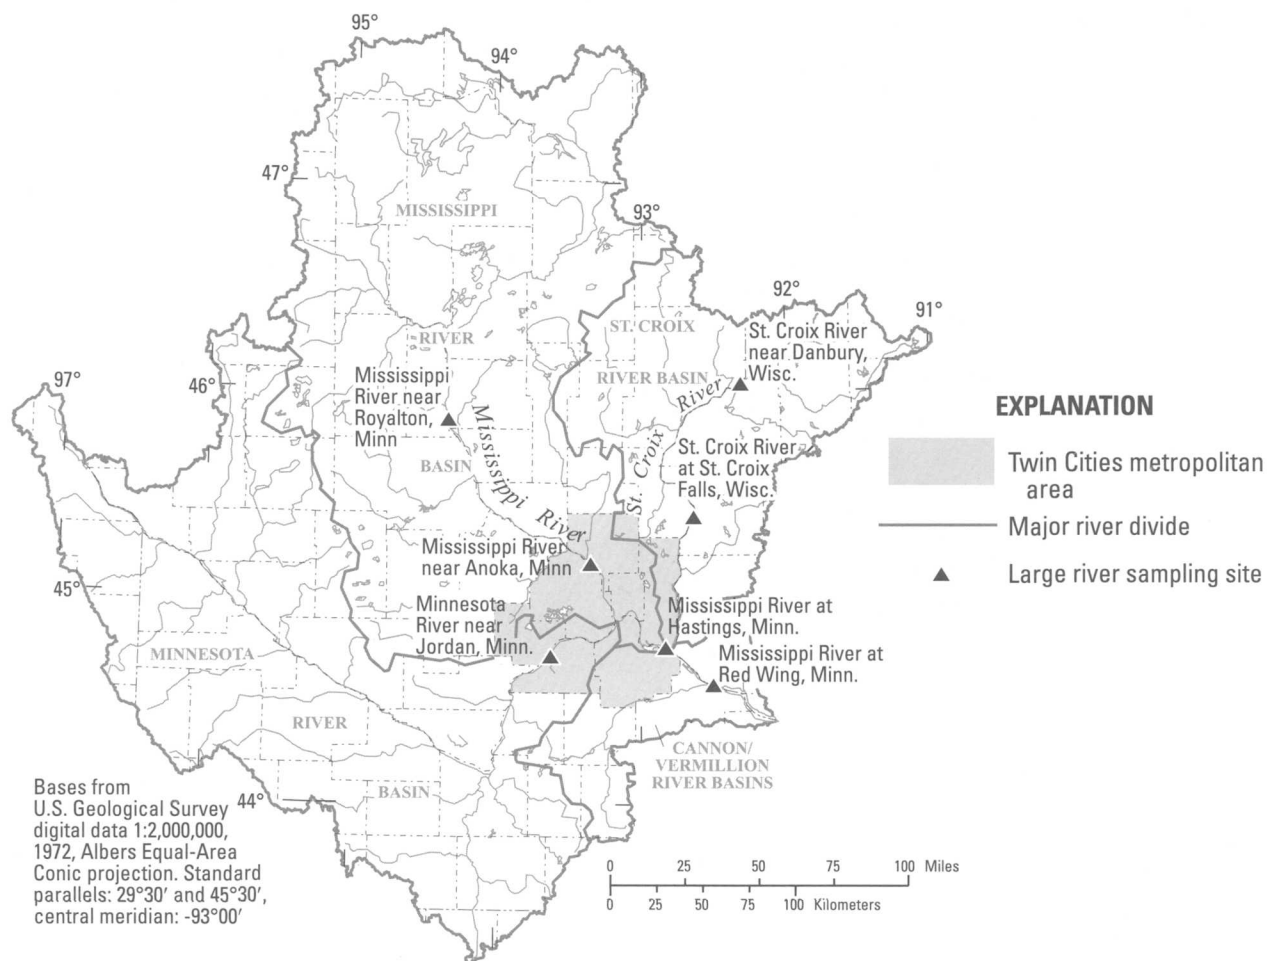 95°
94°
47°
MISSISSIPPI
93°
92°
91°
ST. CROIX
RIVER BASIN
St. Croix River
near Danbury,
Wisc.
RIVER
97°
46°
Mississippi
River near
Royalton,
Minn
Mississippi River
BASIN
St. Croix River
St. Croix River
at St. Croix
Falls, Wisc.
EXPLANATION
Twin Cities metropolitan
area
Major river divide
Large river sampling site
Mississippi River
near Anoka, Minn
45°
Minnesota
River near
Jordan, Minn.
Mississippi River at
Hastings, Minn.
Mississippi River at
Red Wing, Minn.
MINNESOTA
RIVER
BASIN
CANNON/
VERMILLION
RIVER BASINS
44°
Bases from
U.S. Geological Survey
digital data 1:2,000,000,
1972, Albers Equal-Area
Conic projection. Standard
parallels: 29°30′ and 45°30′,
central meridian: -93°00′
0 25 50 75 100 Miles
0 25 50 75 100 Kilometers